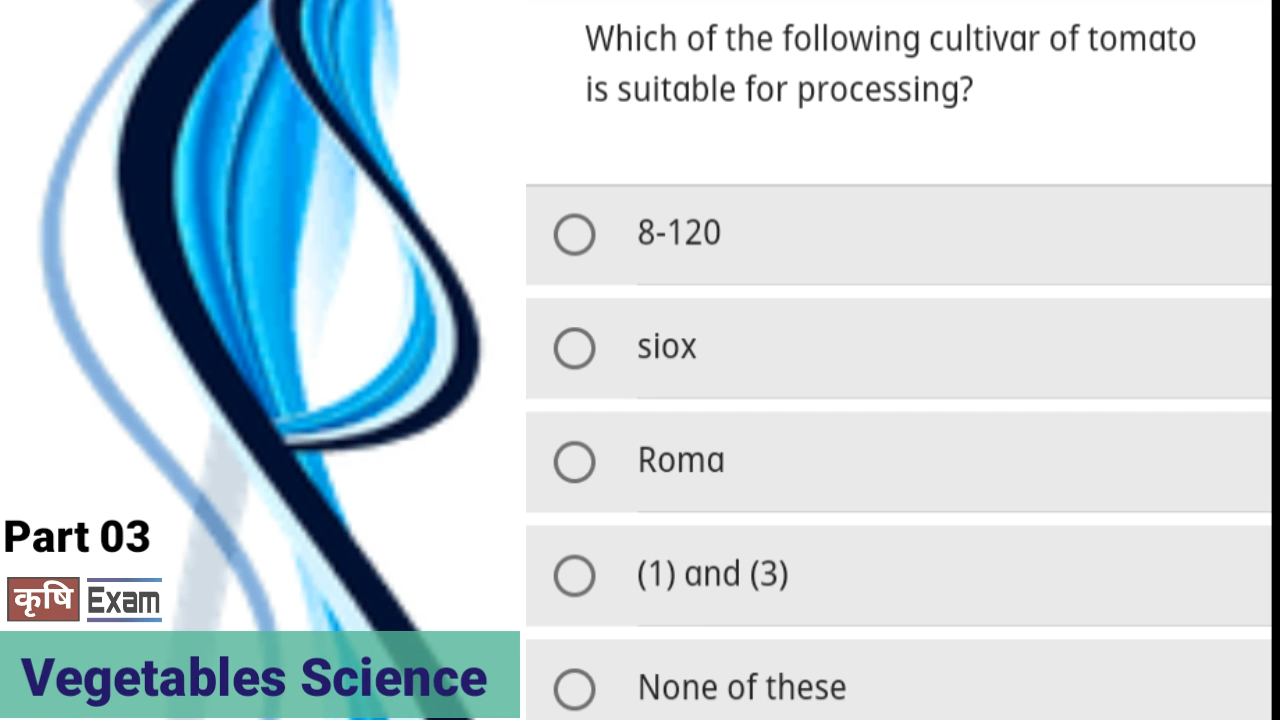 Which of the following cultivar of tomato
is suitable for processing?
8-120
siox
Roma
(1) and (3)
None of these
Part 03
कृषि Exam
Vegetables Science